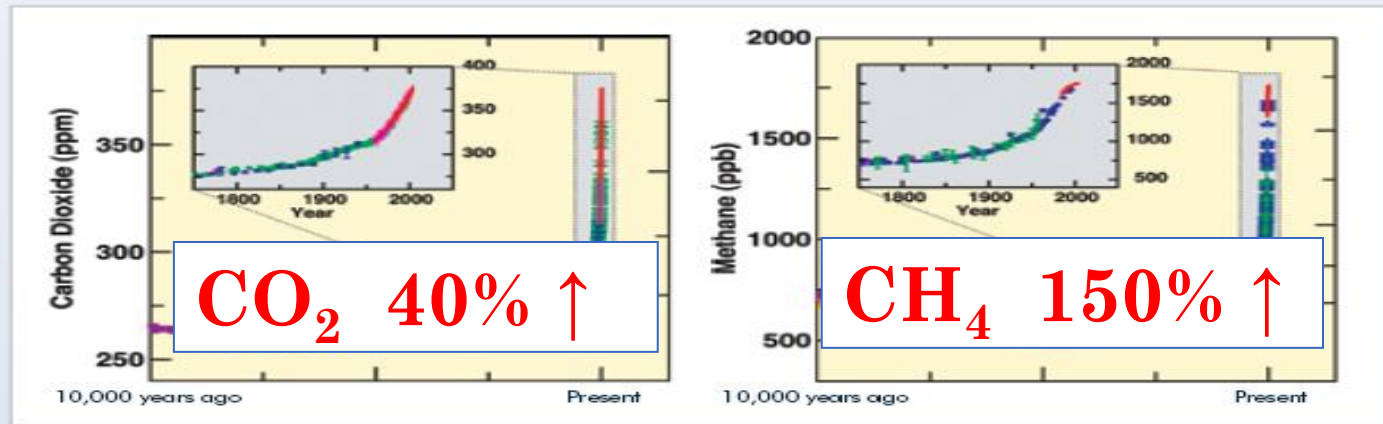 Carbon Dioxide (ppm)
350
300
250
400
350
300
1800 1900 2000
Year
CO₂ 40% ↑
10,000 years ago Present
Methane (ppb)
2000
1500
1000
500
2000
1500
1000
500
1800 1900 2000
Year
CH₄ 150% ↑
10,000 years ago Present